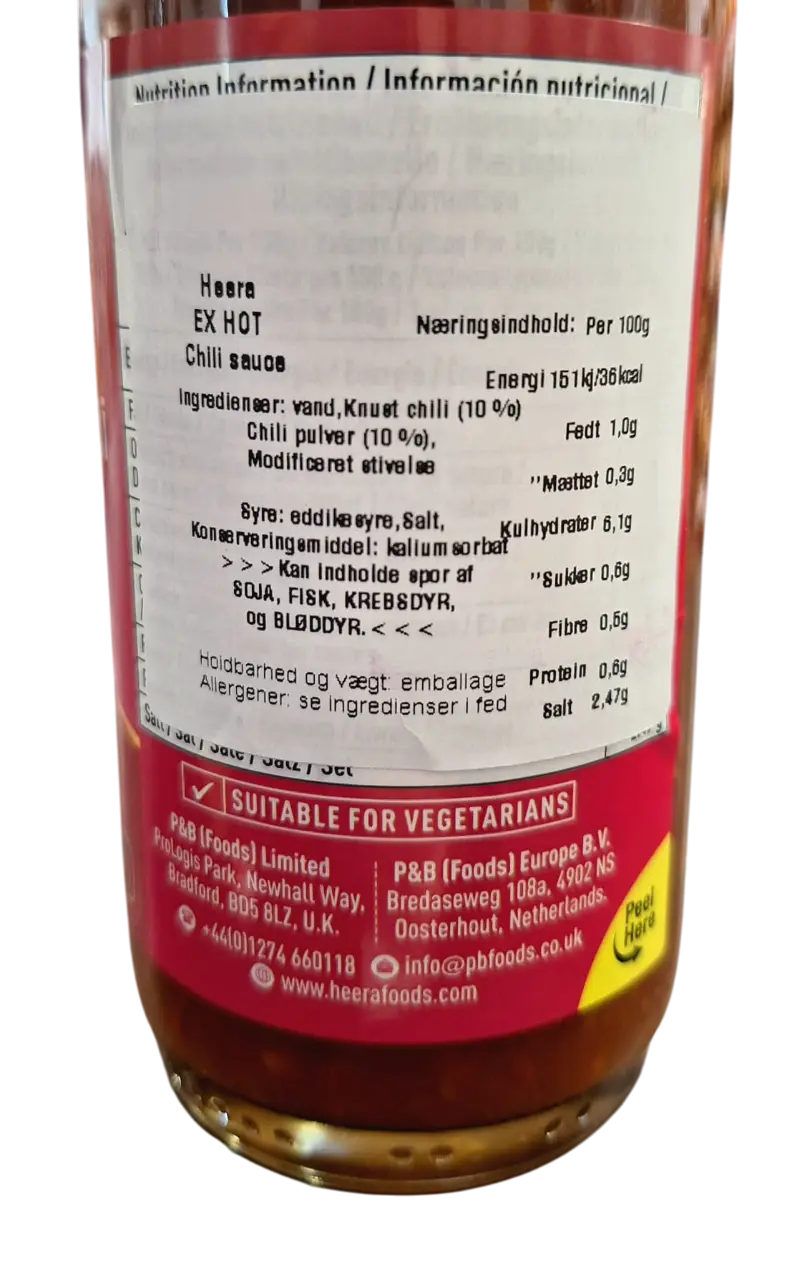 Nutrition Information / Información nutricional /
Heera
EX HOT
Chili sauce
Ingredienser: vand, Knust chili (10 %)
Chili pulver (10 %),
Modificeret stivelse
Syre: eddikesyre, Salt,
Konserveringsmiddel: kalium sorbat
> > > Kan Indholde spor af
SOJA, FISK, KREBSDYR,
og BLØDDYR. < < <
Holdbarhed og vægt: emballage
Allergener: se ingredienser i fed
Næringsindhold: Per 100g
Energi 151kj/36kcal
Fedt 1,0g
''Mættet 0,3g
Kulhydrater 6,1g
''Sukker 0,6g
Fibre 0,5g
Protein 0,6g
Salt 2,47g
Salt / Sal / Sale / Salz / Sel
SUITABLE FOR VEGETARIANS
P&B (Foods) Limited
ProLogis Park, Newhall Way,
Bradford, BD5 8LZ, U.K.
P&B (Foods) Europe B.V.
Bredaseweg 108a, 4902 NS
Oosterhout, Netherlands.
+44(0)1274 660118
info@pbfoods.co.uk
www.heerafoods.com
Peel
Here